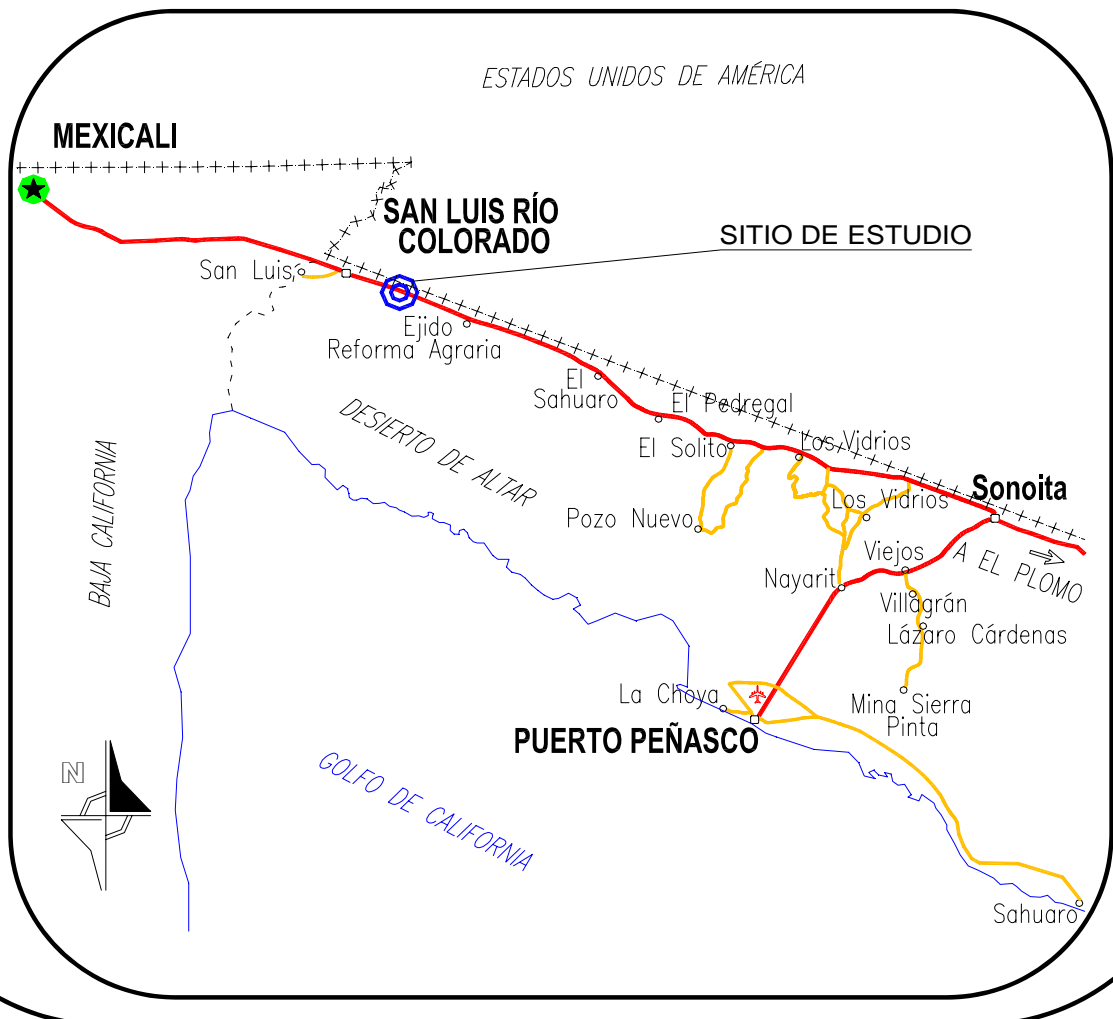 ESTADOS UNIDOS DE AMÉRICA
MEXICALI
SAN LUIS RÍO
COLORADO
SITIO DE ESTUDIO
San Luis
Ejido
Reforma Agraria
El
Sahuaro
El Pedregal
DESIERTO DE ALTAR
El Solito
Los Vidrios
Sonoita
BAJA CALIFORNIA
Pozo Nuevo
Los Vidrios
Viejos
A EL PLOMO
Nayarit
Villagrán
Lázaro Cárdenas
La Choya
Mina Sierra
Pinta
PUERTO PEÑASCO
N
GOLFO DE CALIFORNIA
Sahuaro